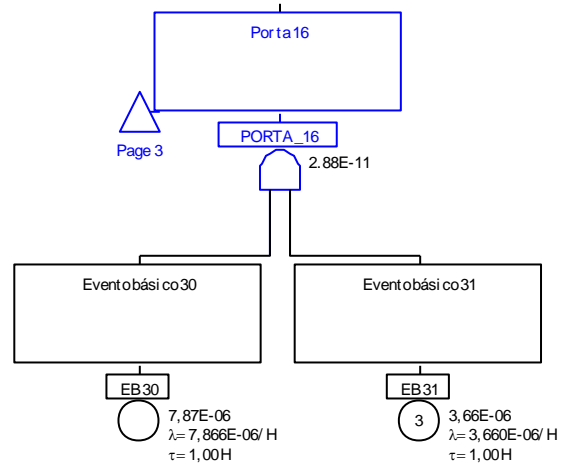 Porta16
Page 3
PORTA_16
2.88E-11
Eventobásico30
Eventobásico31
EB30
EB31
7,87E-06
λ=7,866E-06/H
τ=1,00H
3
3,66E-06
λ=3,660E-06/H
τ=1,00H